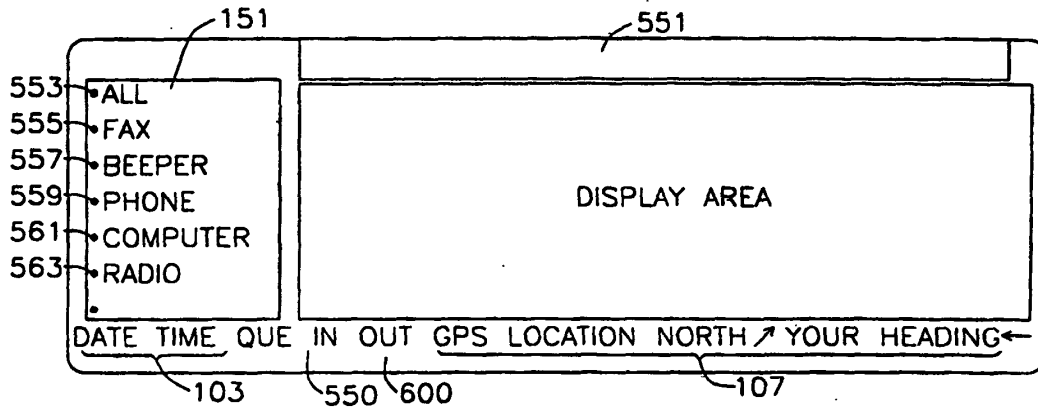 151
551
553 ALL
555 FAX
557 BEEPER
DISPLAY AREA
559 PHONE
561 COMPUTER
563 RADIO
DATE TIME QUE IN OUT GPS LOCATION NORTH↗ YOUR HEADING←
103 550 600 107